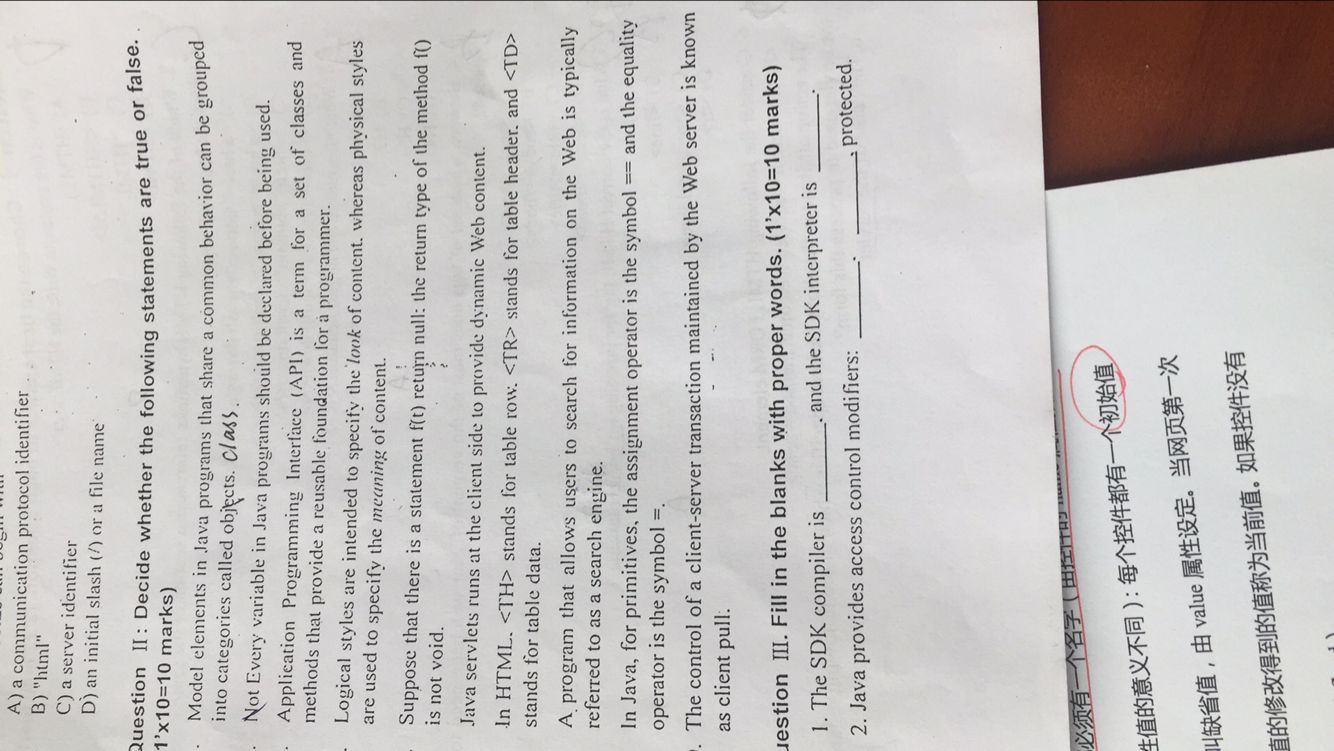 A) a communication protocol identifier
B) "html"
C) a server identifier
D) an initial slash (/) or a file name
Question II: Decide whether the following statements are true or false.
1'x10=10 marks)
Model elements in Java programs that share a common behavior can be grouped
into categories called objects. class.
Not Every variable in Java programs should be declared before being used.
Application Programming Interface (API) is a term for a set of classes and
methods that provide a reusable foundation for a programmer.
Logical styles are intended to specify the look of content. whereas physical styles
are used to specify the meaning of content.
Suppose that there is a statement f(t) return null: the return type of the method f()
is not void.
Java servlets runs at the client side to provide dynamic Web content.
In HTML. <TH> stands for table row. <TR> stands for table header. and <TD>
stands for table data.
A program that allows users to search for information on the Web is typically
referred to as a search engine.
In Java, for primitives, the assignment operator is the symbol == and the equality
operator is the symbol =.
. The control of a client-server transaction maintained by the Web server is known
as client pull.
uestion III. Fill in the blanks with proper words. (1'x10=10 marks)
1. The SDK compiler is ________. and the SDK interpreter is ________.
2. Java provides access control modifiers: ________. ________. protected.
必须有一个名字（由控件的
性值的意义不同）：每个控件都有一个初始值
叫缺省值，由 value 属性设定。当网页第一次
值的修改得到的值称为当前值。如果控件没有